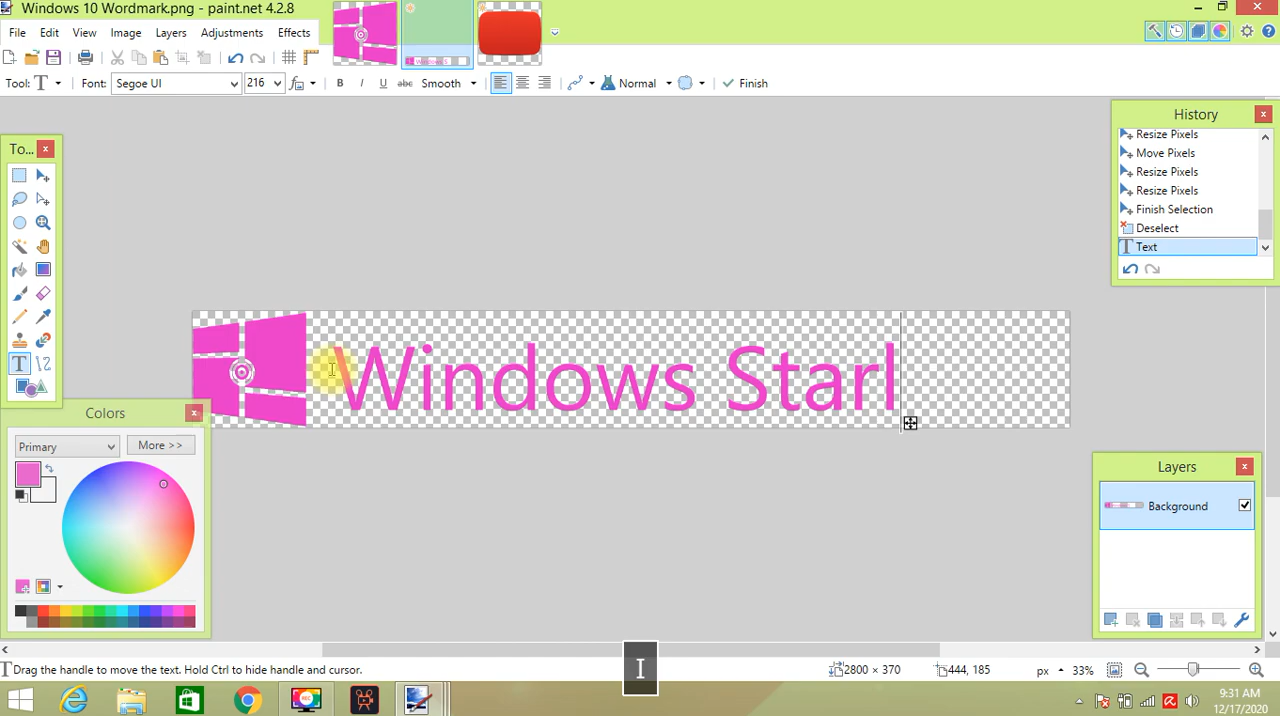 Windows 10 Wordmark.png - paint.net 4.2.8
File Edit View Image Layers Adjustments Effects
Tool: T Font: Segoe UI 216 fx B I U abc Smooth Normal Finish
To...
History
Resize Pixels
Move Pixels
Resize Pixels
Resize Pixels
Finish Selection
Deselect
Text
Windows Starl
Colors
Primary More >>
Layers
Background
I
Drag the handle to move the text. Hold Ctrl to hide handle and cursor. 2800 × 370 444, 185 px 33%
REC
9:31 AM
12/17/2020